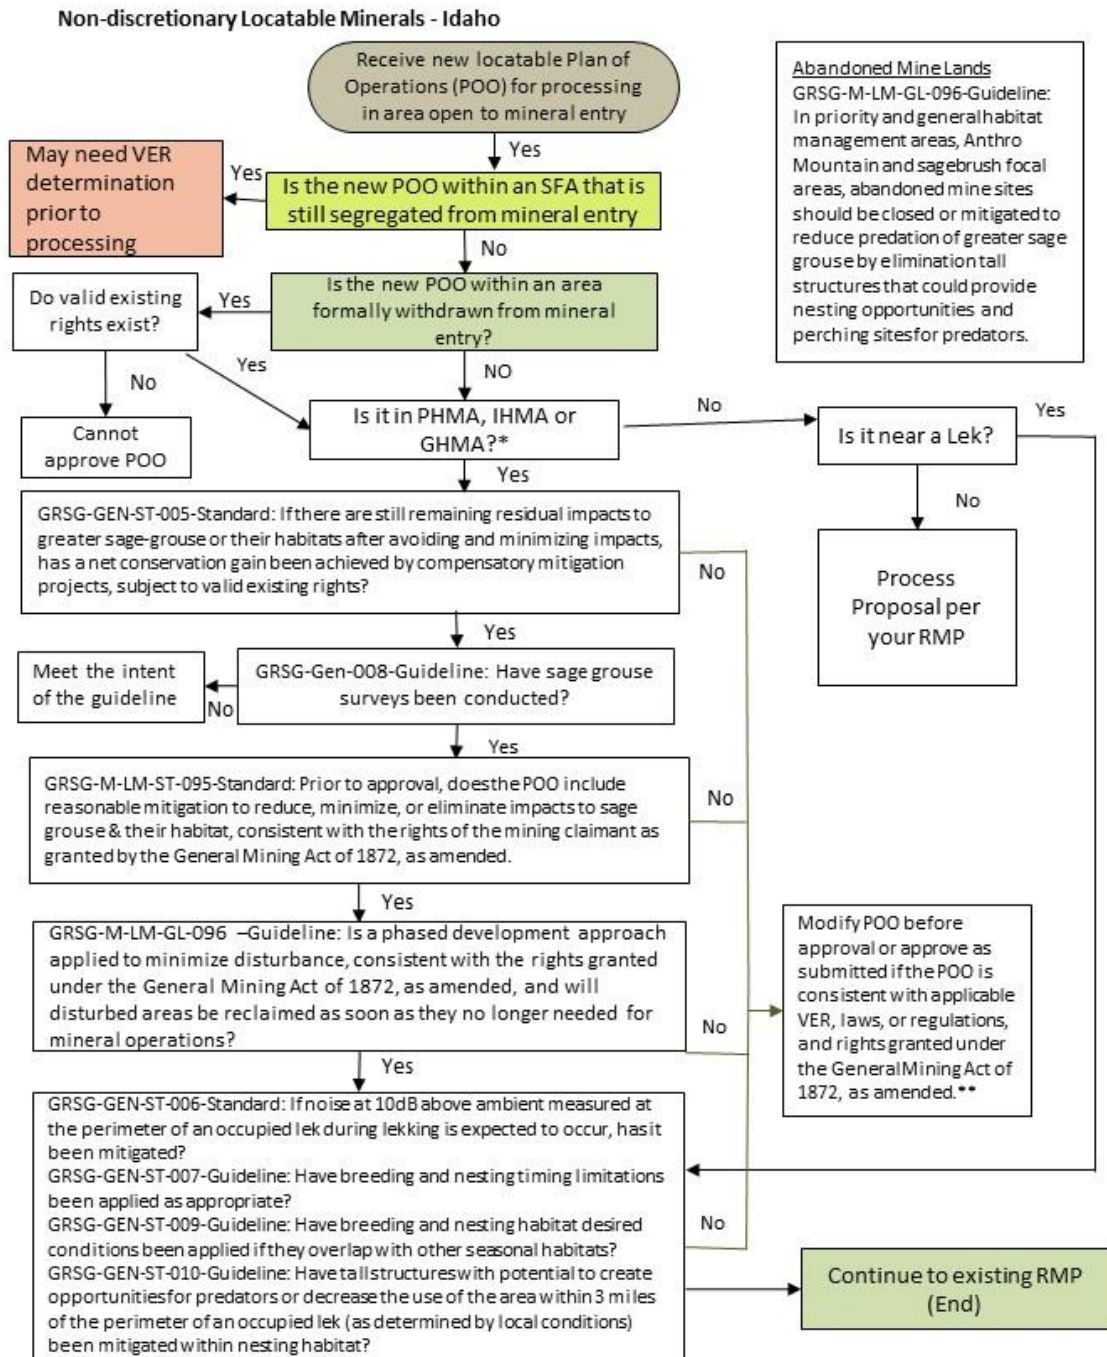 Non-discretionary Locatable Minerals - Idaho
Receive new locatable Plan of
Operations (POO) for processing
in area open to mineral entry
Abandoned Mine Lands
GRSG-M-LM-GL-096-Guideline:
In priority and general habitat
management areas, Anthro
Mountain and sagebrush focal
areas, abandoned mine sites
should be closed or mitigated to
reduce predation of greater sage
grouse by elimination tall
structures that could provide
nesting opportunities and
perching sites for predators.
Yes
May need VER
determination
prior to
processing
Yes
Is the new POO within an SFA that is
still segregated from mineral entry
No
Do valid existing
rights exist?
Yes
Is the new POO within an area
formally withdrawn from mineral
entry?
No
Yes
NO
Cannot
approve POO
Is it in PHMA, IHMA or
GHMA?*
No
Is it near a Lek?
Yes
Yes
No
Process
Proposal per
your RMP
GRSG-GEN-ST-005-Standard: If there are still remaining residual impacts to
greater sage-grouse or their habitats after avoiding and minimizing impacts,
has a net conservation gain been achieved by compensatory mitigation
projects, subject to valid existing rights?
No
Yes
Meet the intent
of the guideline
No
GRSG-Gen-008-Guideline: Have sage grouse
surveys been conducted?
Yes
GRSG-M-LM-ST-095-Standard: Prior to approval, does the POO include
reasonable mitigation to reduce, minimize, or eliminate impacts to sage
grouse & their habitat, consistent with the rights of the mining claimant as
granted by the General Mining Act of 1872, as amended.
No
Yes
GRSG-M-LM-GL-096 –Guideline: Is a phased development approach
applied to minimize disturbance, consistent with the rights granted
under the General Mining Act of 1872, as amended, and will
disturbed areas be reclaimed as soon as they no longer needed for
mineral operations?
No
Modify POO before
approval or approve as
submitted if the POO is
consistent with applicable
VER, laws, or regulations,
and rights granted under
the General Mining Act of
1872, as amended.**
Yes
GRSG-GEN-ST-006-Standard: If noise at 10dB above ambient measured at
the perimeter of an occupied lek during lekking is expected to occur, has it
been mitigated?
GRSG-GEN-ST-007-Guideline: Have breeding and nesting timing limitations
been applied as appropriate?
GRSG-GEN-ST-009-Guideline: Have breeding and nesting habitat desired
conditions been applied if they overlap with other seasonal habitats?
GRSG-GEN-ST-010-Guideline: Have tall structures with potential to create
opportunities for predators or decrease the use of the area within 3 miles
of the perimeter of an occupied lek (as determined by local conditions)
been mitigated within nesting habitat?
No
Continue to existing RMP
(End)